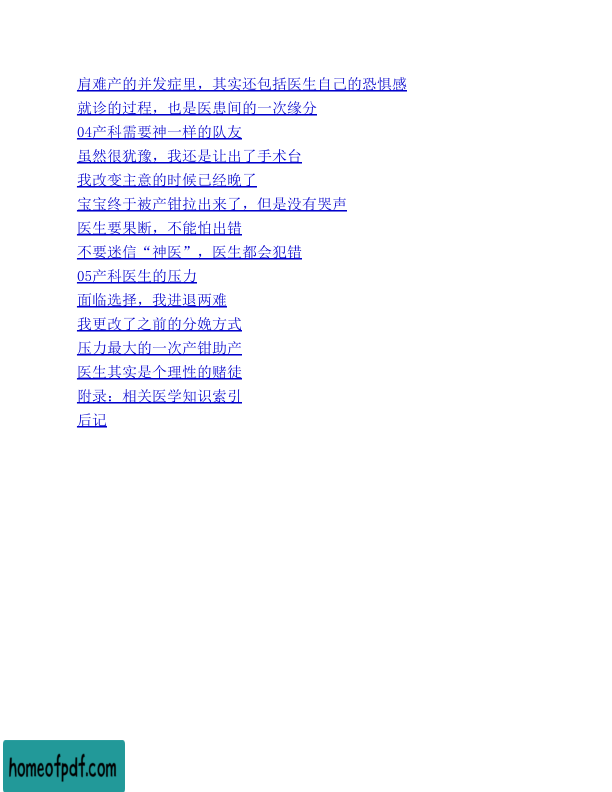 肩难产的并发症里，其实还包括医生自己的恐惧感
就诊的过程，也是医患间的一次缘分
04产科需要神一样的队友
虽然很犹豫，我还是让出了手术台
我改变主意的时候已经晚了
宝宝终于被产钳拉出来了，但是没有哭声
医生要果断，不能怕出错
不要迷信“神医”，医生都会犯错
05产科医生的压力
面临选择，我进退两难
我更改了之前的分娩方式
压力最大的一次产钳助产
医生其实是个理性的赌徒
附录：相关医学知识索引
后记
homeofpdf.com